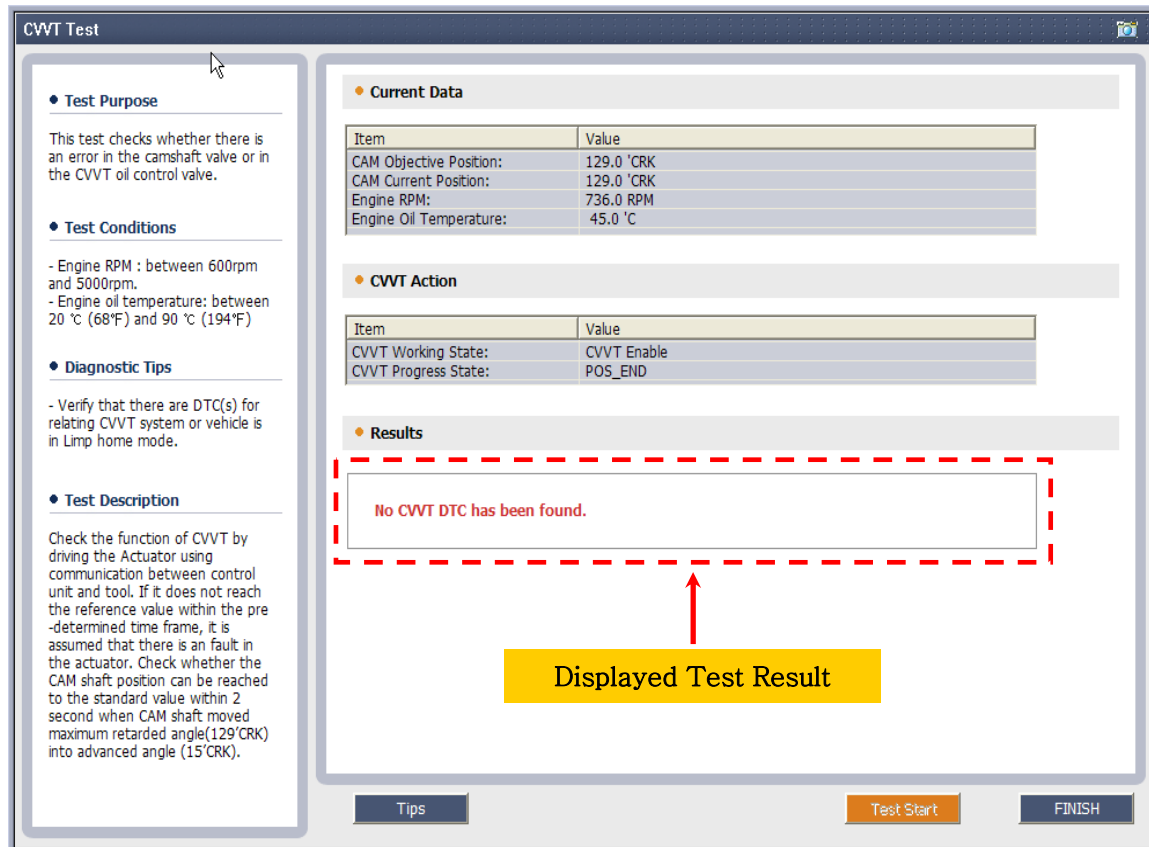 CVVT Test
• Test Purpose
This test checks whether there is
an error in the camshaft valve or in
the CVVT oil control valve.
• Test Conditions
- Engine RPM : between 600rpm
and 5000rpm.
- Engine oil temperature: between
20 ℃ (68℉) and 90 ℃ (194℉)
• Diagnostic Tips
- Verify that there are DTC(s) for
relating CVVT system or vehicle is
in Limp home mode.
• Test Description
Check the function of CVVT by
driving the Actuator using
communication between control
unit and tool. If it does not reach
the reference value within the pre
-determined time frame, it is
assumed that there is an fault in
the actuator. Check whether the
CAM shaft position can be reached
to the standard value within 2
second when CAM shaft moved
maximum retarded angle(129'CRK)
into advanced angle (15'CRK).
• Current Data
Item Value
CAM Objective Position: 129.0 'CRK
CAM Current Position: 129.0 'CRK
Engine RPM: 736.0 RPM
Engine Oil Temperature: 45.0 'C
• CVVT Action
Item Value
CVVT Working State: CVVT Enable
CVVT Progress State: POS_END
• Results
No CVVT DTC has been found.
Displayed Test Result
Tips
Test Start
FINISH